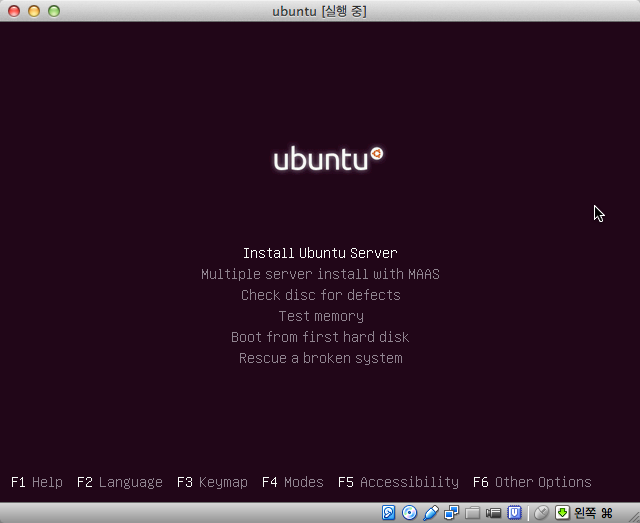 ubuntu [실행 중]
ubuntu
Install Ubuntu Server
Multiple server install with MAAS
Check disc for defects
Test memory
Boot from first hard disk
Rescue a broken system
F1 Help F2 Language F3 Keymap F4 Modes F5 Accessibility F6 Other Options
왼쪽 ⌘